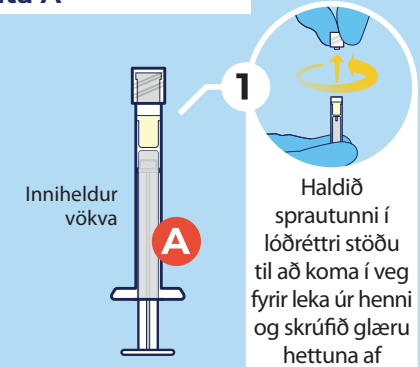 A
1
Inniheldur
vökva
A
Haldið
sprautunni í
lóðréttri stöðu
til að koma í veg
fyrir leka úr henni
og skrúfið glæru
hettuna af